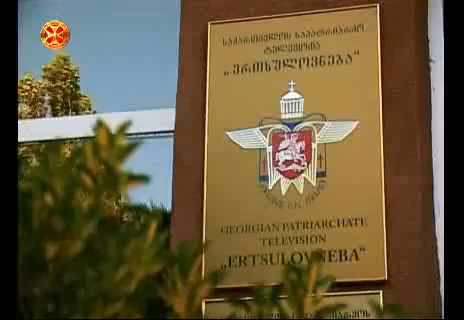 საქართველოს საპატრიარქოს
ტელევიზია
„ერთსულოვნება“
GEORGIAN PATRIARCHATE
TELEVISION
„ERTSULOVNEBA“